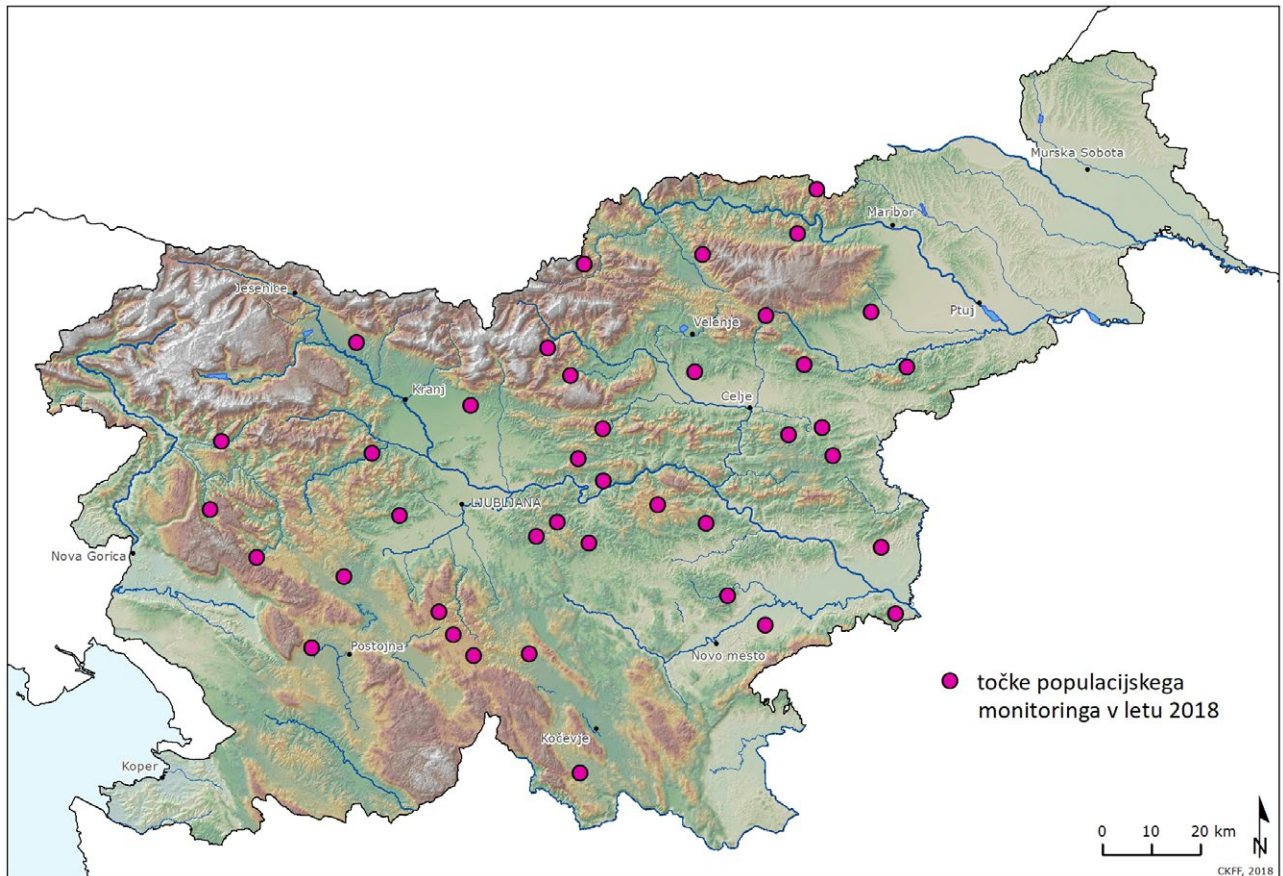 Murska Sobota
Maribor
Jesenice
Ptuj
Velenje
Kranj
Celje
LJUBLJANA
Nova Gorica
Novo mesto
Postojna
točke populacijskega
monitoringa v letu 2018
Kočevje
Koper
0 10 20 km
N
CKFF, 2018